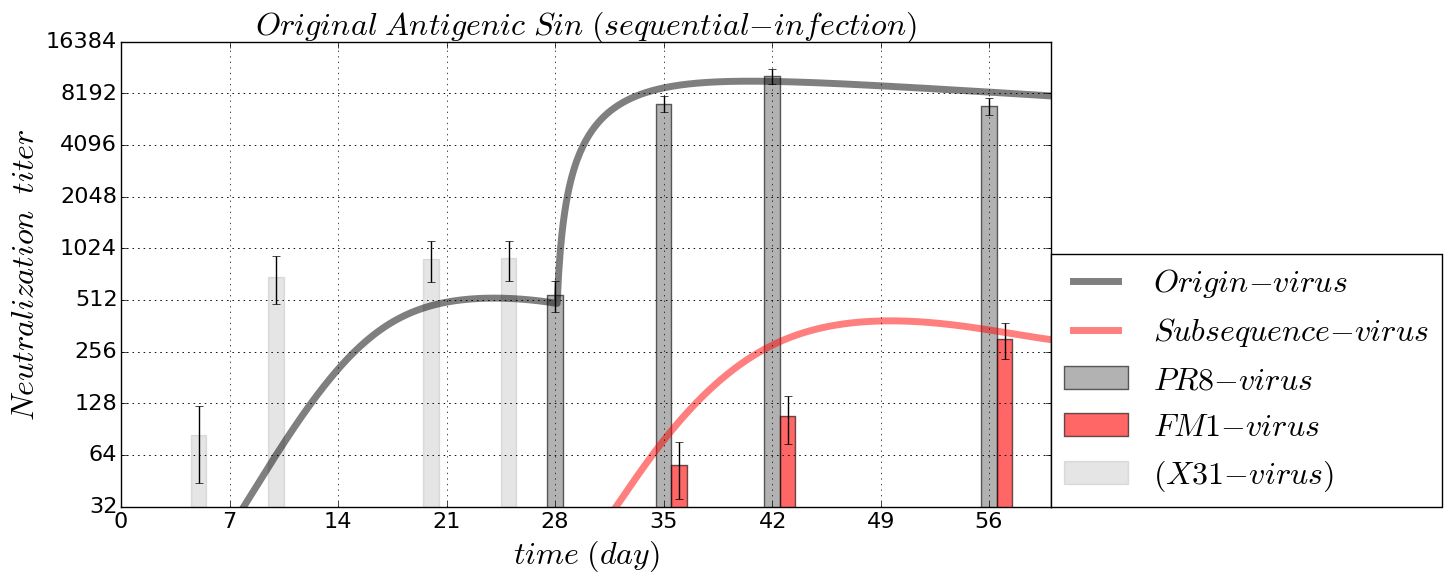 Original Antigenic Sin (sequential−infection)
Neutralization titer
16384
8192
4096
2048
1024
512
256
128
64
32
0 7 14 21 28 35 42 49 56
time (day)
Origin−virus
Subsequence−virus
PR8−virus
FM1−virus
(X31−virus)